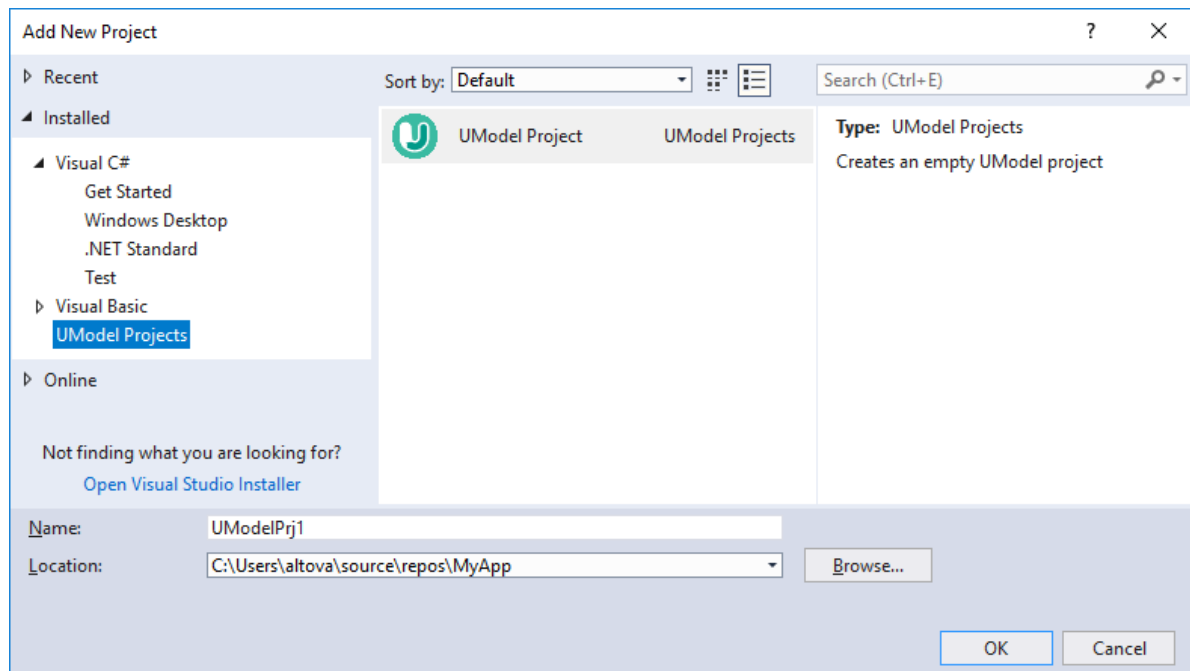 Add New Project
?
Recent
Installed
Visual C#
Get Started
Windows Desktop
.NET Standard
Test
Visual Basic
UModel Projects
Online
Not finding what you are looking for?
Open Visual Studio Installer
Sort by: Default
Search (Ctrl+E)
UModel Project UModel Projects
Type: UModel Projects
Creates an empty UModel project
Name: UModelPrj1
Location: C:\Users\altova\source\repos\MyApp
Browse...
OK Cancel